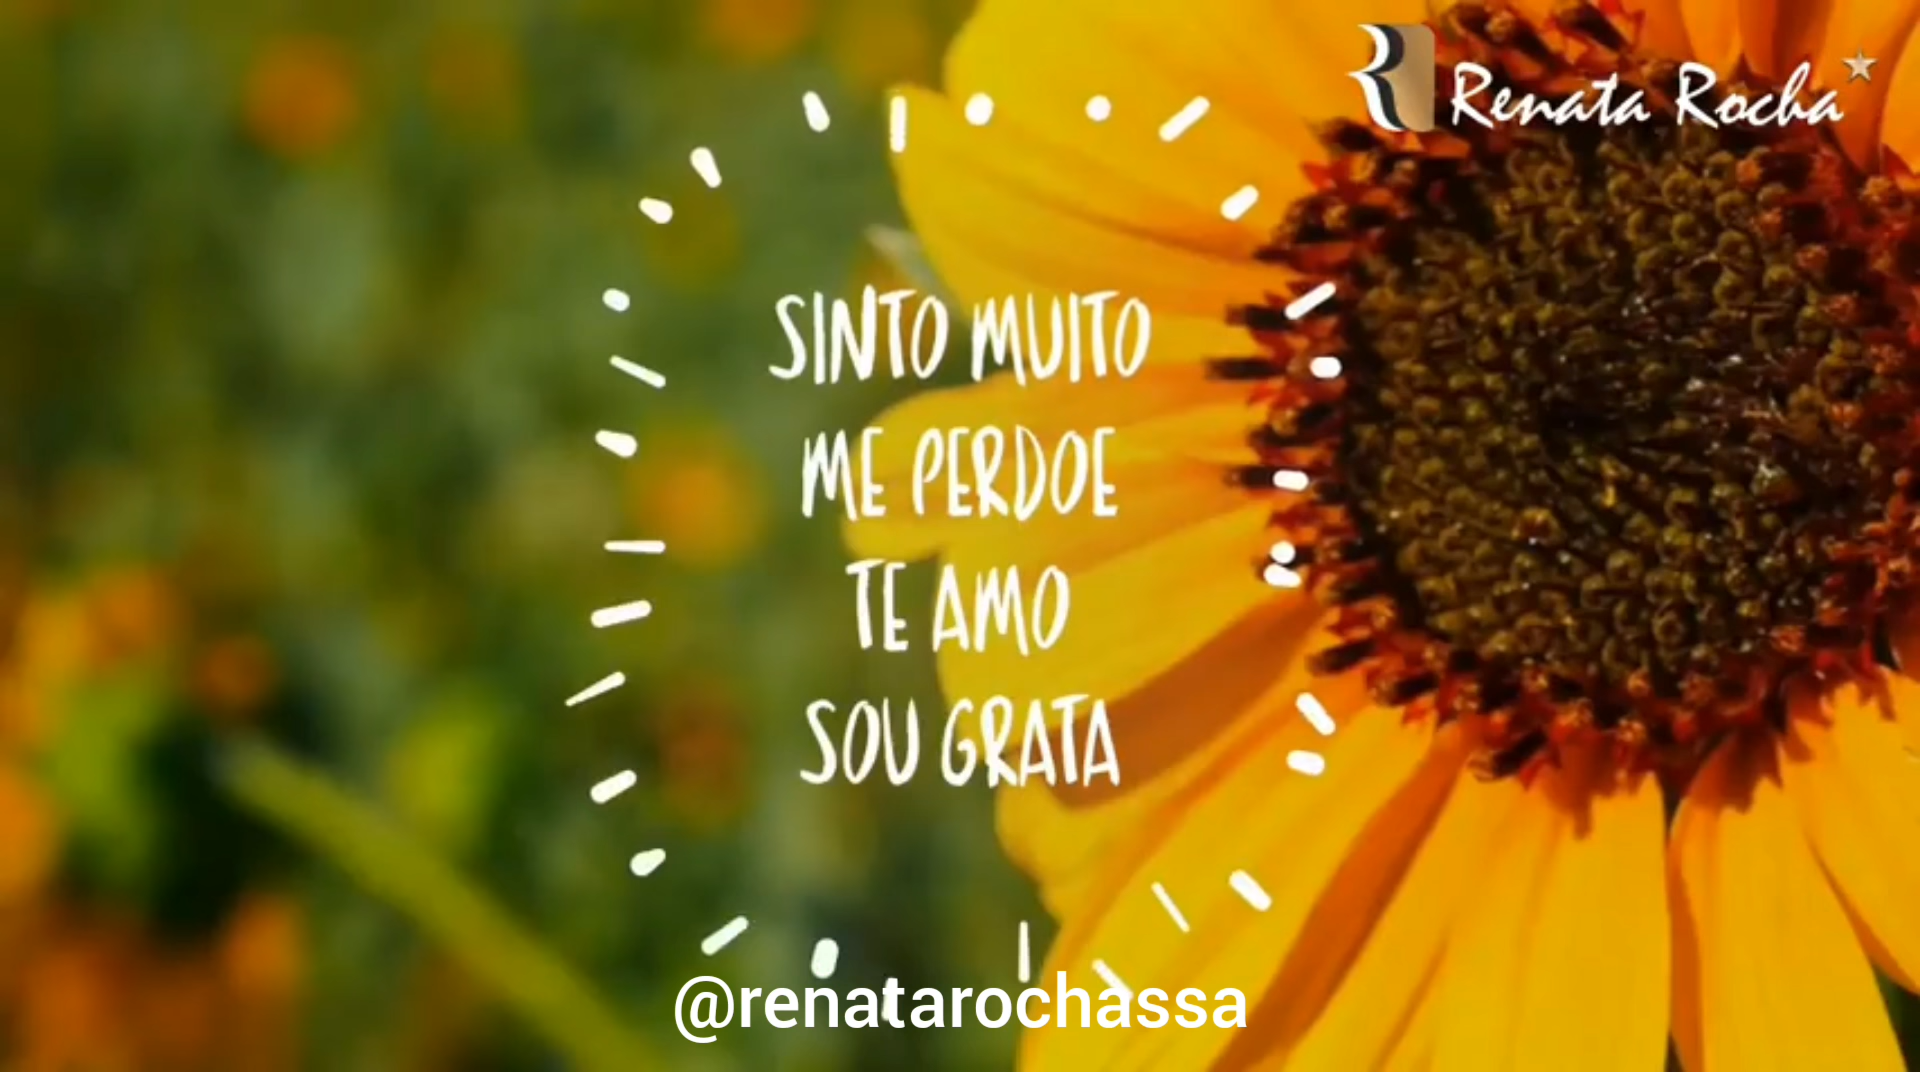 Renata Rocha
SINTO MUITO
ME PERDOE
TE AMO
SOU GRATA
@renatarochassa